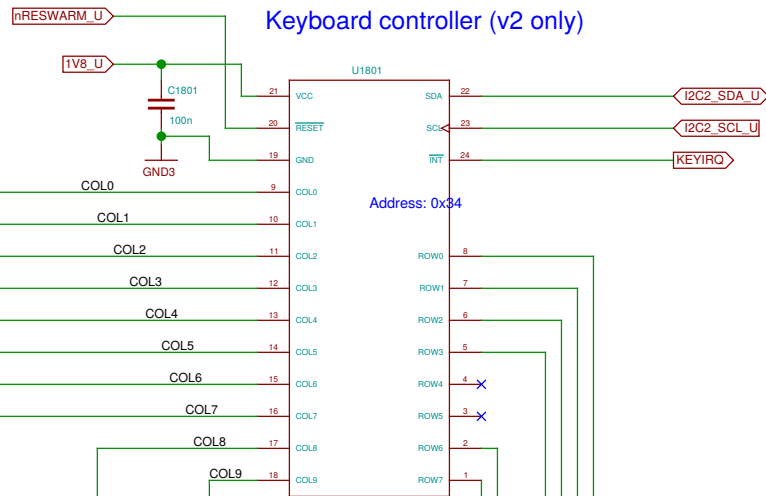 Keyboard controller (v2 only)
nRESWARM_U
1V8_U
C1801
100n
GND3
U1801
21 VCC SDA 22 I2C2_SDA_U
20 RESET SCL 23 I2C2_SCL_U
19 GND INT 24 KEYIRQ
Address: 0x34
COL0 9 COL0
COL1 10 COL1
COL2 11 COL2 ROW0 8
COL3 12 COL3 ROW1 7
COL4 13 COL4 ROW2 6
COL5 14 COL5 ROW3 5
COL6 15 COL6 ROW4 4
COL7 16 COL7 ROW5 3
COL8 17 COL8 ROW6 2
COL9 18 COL9 ROW7 1